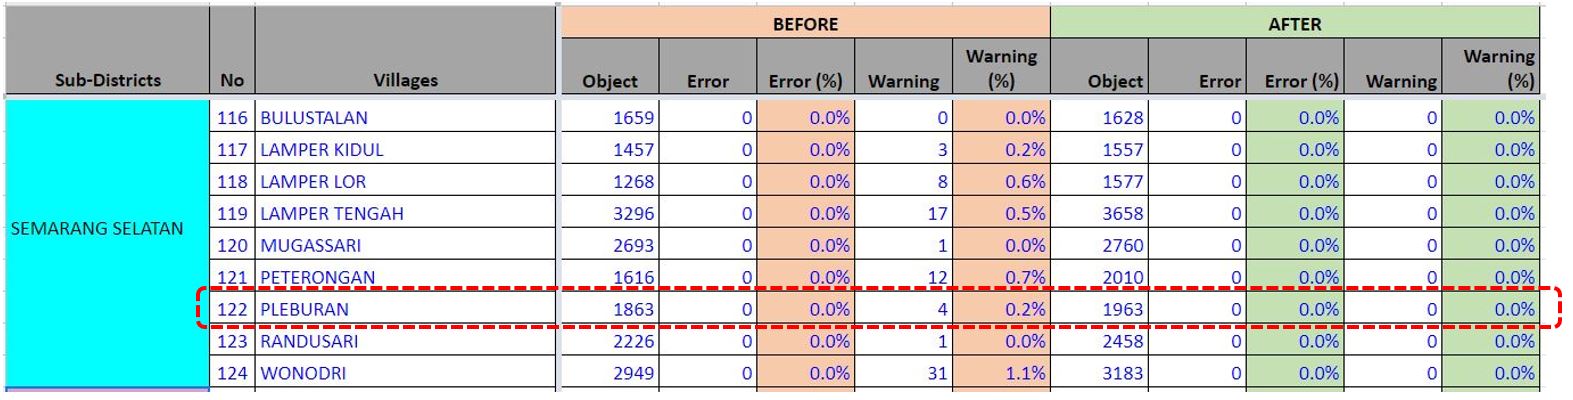 BEFORE AFTER
Sub-Districts No Villages Object Error Error (%) Warning Warning (%) Object Error Error (%) Warning Warning (%)
SEMARANG SELATAN
116 BULUSTALAN 1659 0 0.0% 0 0.0% 1628 0 0.0% 0 0.0%
117 LAMPER KIDUL 1457 0 0.0% 3 0.2% 1557 0 0.0% 0 0.0%
118 LAMPER LOR 1268 0 0.0% 8 0.6% 1577 0 0.0% 0 0.0%
119 LAMPER TENGAH 3296 0 0.0% 17 0.5% 3658 0 0.0% 0 0.0%
120 MUGASSARI 2693 0 0.0% 1 0.0% 2760 0 0.0% 0 0.0%
121 PETERONGAN 1616 0 0.0% 12 0.7% 2010 0 0.0% 0 0.0%
122 PLEBURAN 1863 0 0.0% 4 0.2% 1963 0 0.0% 0 0.0%
123 RANDUSARI 2226 0 0.0% 1 0.0% 2458 0 0.0% 0 0.0%
124 WONODRI 2949 0 0.0% 31 1.1% 3183 0 0.0% 0 0.0%